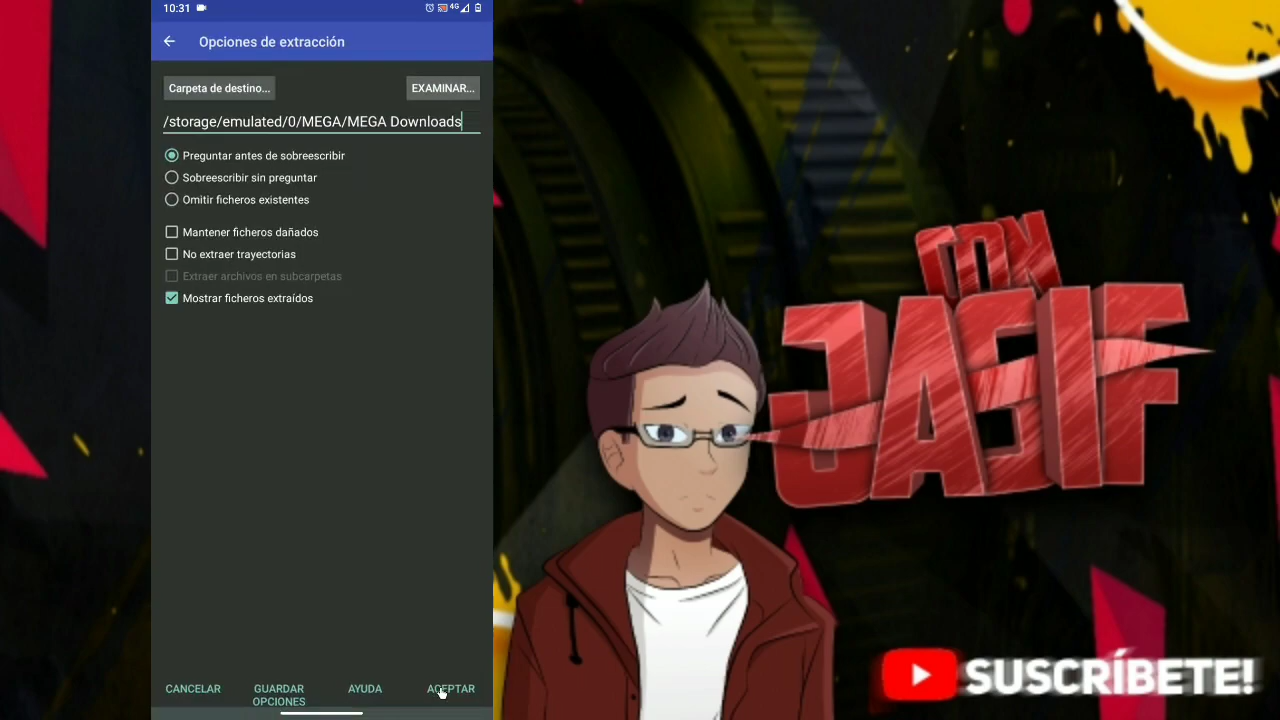 10:31
4G
Opciones de extracción
Carpeta de destino...
EXAMINAR...
/storage/emulated/0/MEGA/MEGA Downloads
Preguntar antes de sobreescribir
Sobreescribir sin preguntar
Omitir ficheros existentes
Mantener ficheros dañados
No extraer trayectorias
Extraer archivos en subcarpetas
Mostrar ficheros extraídos
CANCELAR
GUARDAR
OPCIONES
AYUDA
ACEPTAR
CON
JASIF
SUSCRÍBETE!